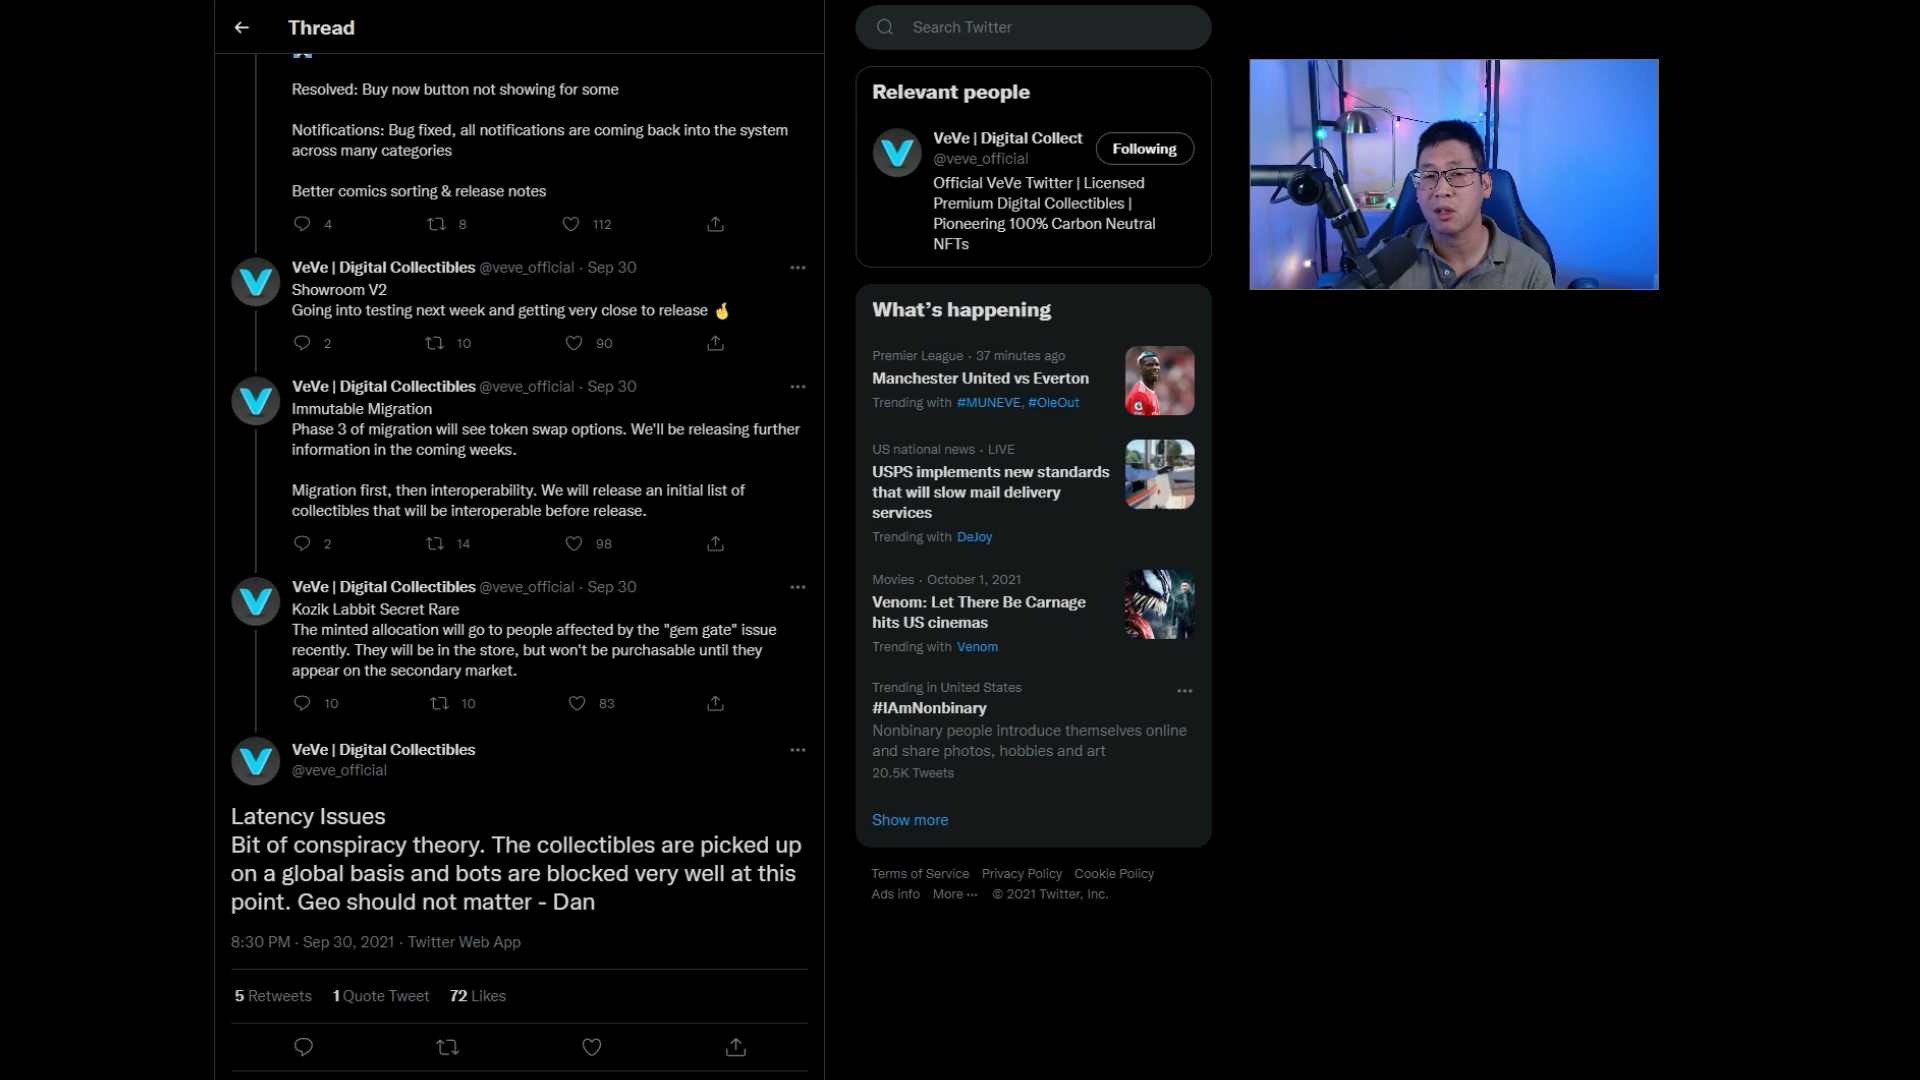 Thread
Resolved: Buy now button not showing for some
Notifications: Bug fixed, all notifications are coming back into the system
across many categories
Better comics sorting & release notes
4 8 112
VeVe | Digital Collectibles @veve_official · Sep 30
Showroom V2
Going into testing next week and getting very close to release 🤞
2 10 90
VeVe | Digital Collectibles @veve_official · Sep 30
Immutable Migration
Phase 3 of migration will see token swap options. We'll be releasing further
information in the coming weeks.
Migration first, then interoperability. We will release an initial list of
collectibles that will be interoperable before release.
2 14 98
VeVe | Digital Collectibles @veve_official · Sep 30
Kozik Labbit Secret Rare
The minted allocation will go to people affected by the "gem gate" issue
recently. They will be in the store, but won't be purchasable until they
appear on the secondary market.
10 10 83
VeVe | Digital Collectibles
@veve_official
Latency Issues
Bit of conspiracy theory. The collectibles are picked up
on a global basis and bots are blocked very well at this
point. Geo should not matter - Dan
8:30 PM · Sep 30, 2021 · Twitter Web App
5 Retweets 1 Quote Tweet 72 Likes
Search Twitter
Relevant people
VeVe | Digital Collect
@veve_official
Following
Official VeVe Twitter | Licensed
Premium Digital Collectibles |
Pioneering 100% Carbon Neutral
NFTs
What's happening
Premier League · 37 minutes ago
Manchester United vs Everton
Trending with #MUNEVE, #OleOut
US national news · LIVE
USPS implements new standards
that will slow mail delivery
services
Trending with DeJoy
Movies · October 1, 2021
Venom: Let There Be Carnage
hits US cinemas
Trending with Venom
Trending in United States
#IAmNonbinary
Nonbinary people introduce themselves online
and share photos, hobbies and art
20.5K Tweets
Show more
Terms of Service Privacy Policy Cookie Policy
Ads info More ··· © 2021 Twitter, Inc.